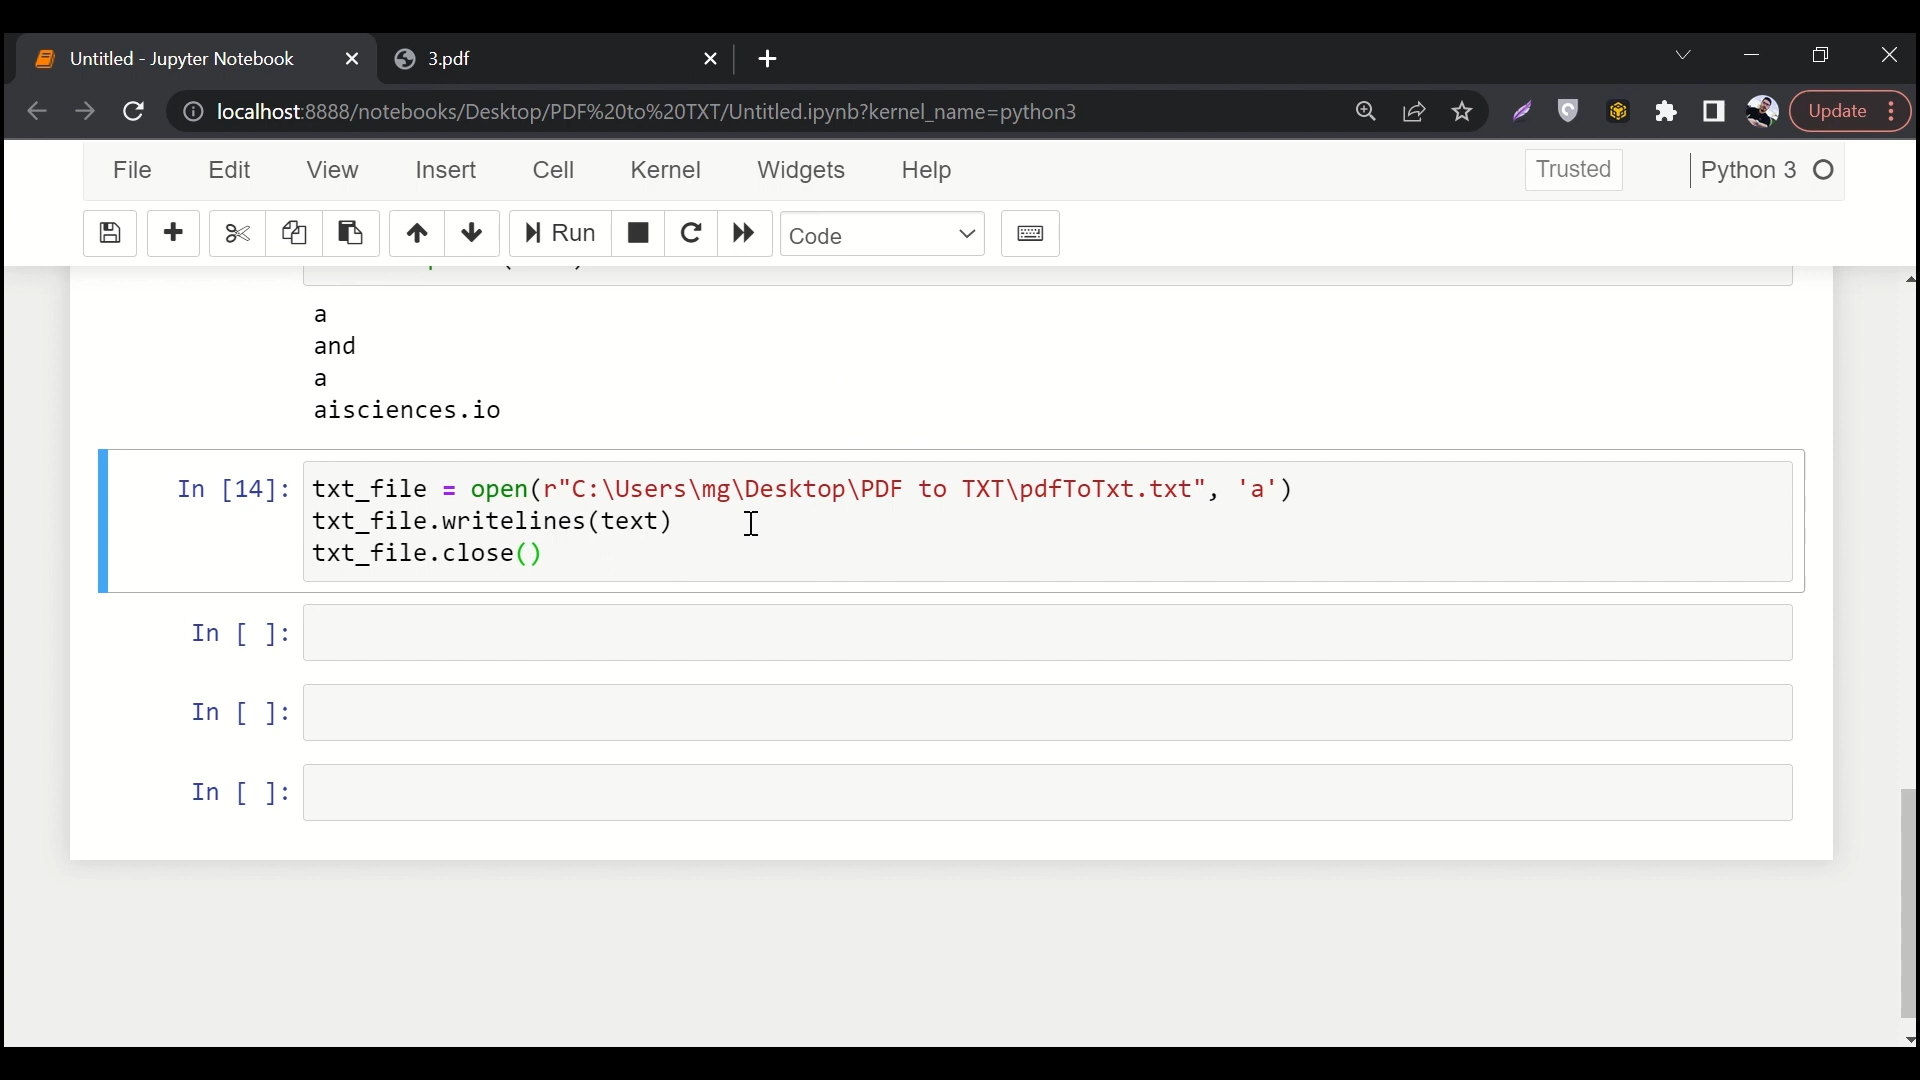 Untitled - Jupyter Notebook
3.pdf
localhost:8888/notebooks/Desktop/PDF%20to%20TXT/Untitled.ipynb?kernel_name=python3
Update
File Edit View Insert Cell Kernel Widgets Help
Trusted
Python 3
Run
Code
a
and
a
aisciences.io
In [14]: txt_file = open(r"C:\Users\mg\Desktop\PDF to TXT\pdfToTxt.txt", 'a')
txt_file.writelines(text)
txt_file.close()
In [ ]:
In [ ]:
In [ ]: